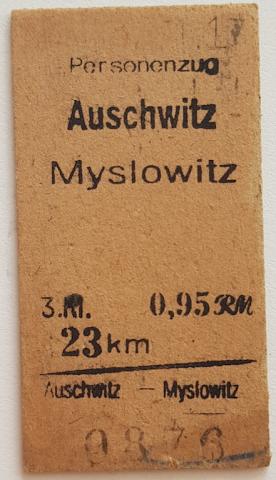 Personenzug
Auschwitz
Myslowitz
3.Kl. 0,95 RM
23 km
Auschwitz — Myslowitz
0876